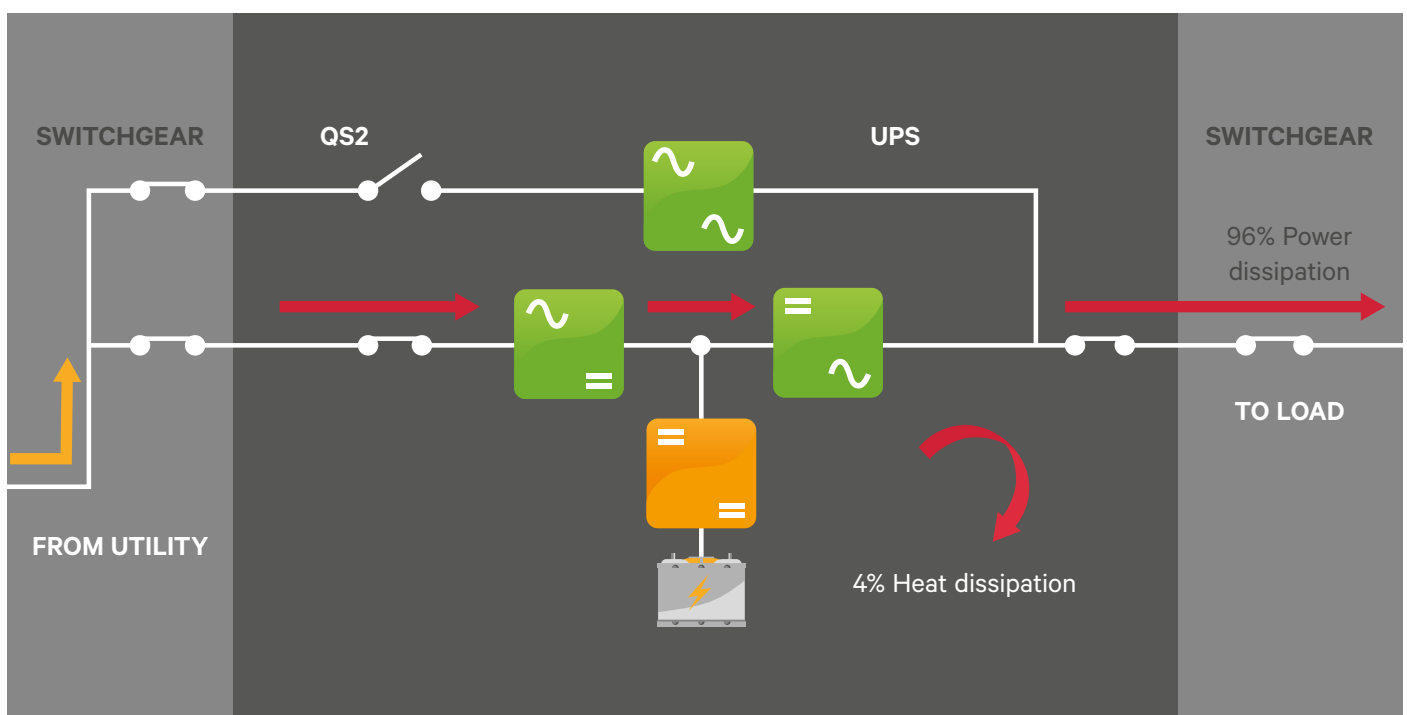 SWITCHGEAR
QS2
UPS
SWITCHGEAR
96% Power
dissipation
TO LOAD
FROM UTILITY
4% Heat dissipation